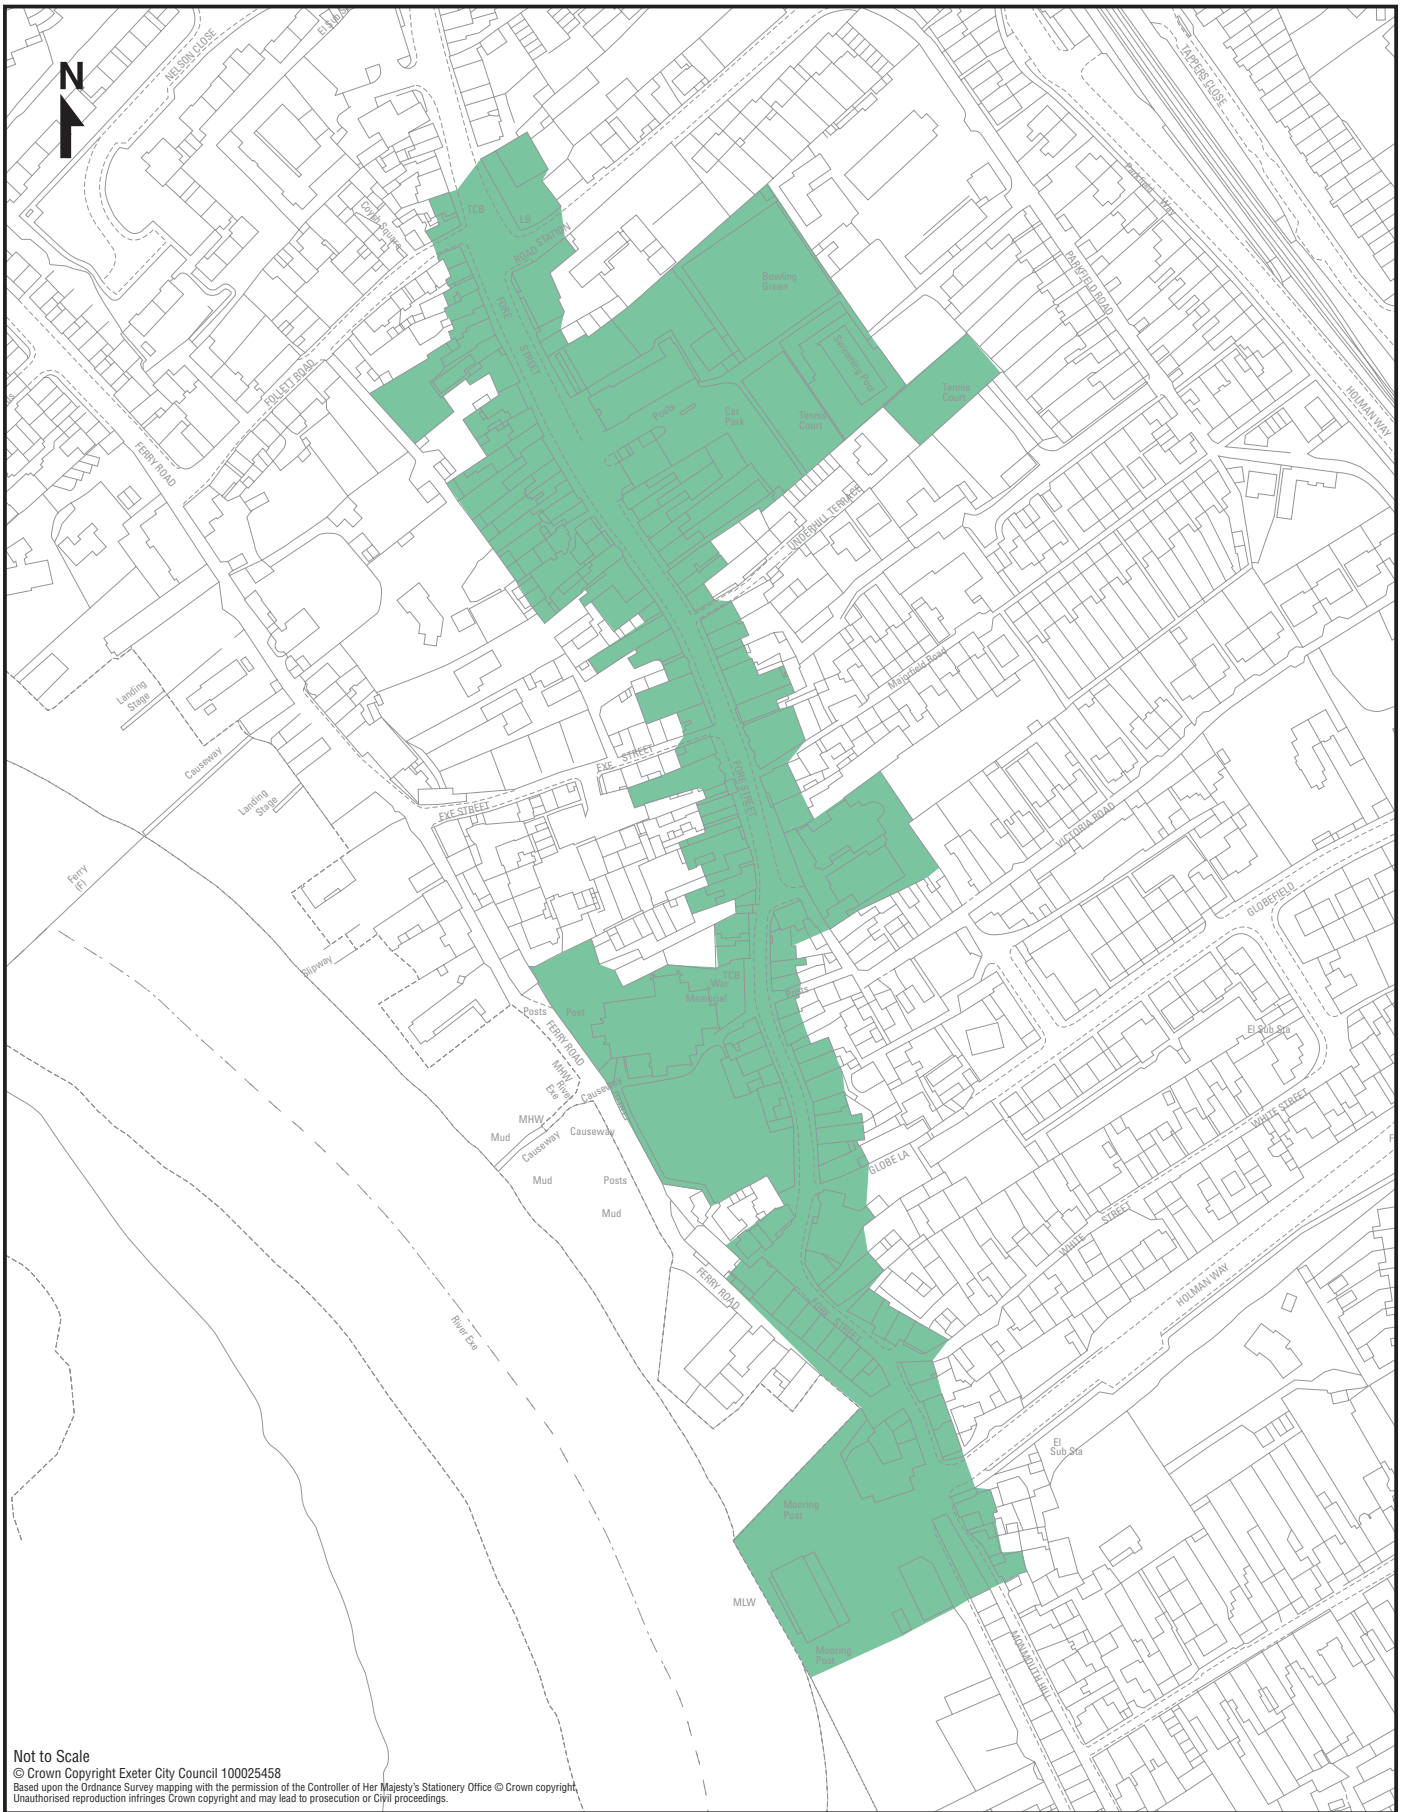 El Sub St
NELSON CLOSE
TAPPERS CLOSE
N
Parkfield
Way
Coyish Square
TCB
LB
STATION
ROAD
PARKFIELD ROAD
Bowling
Green
FORE
STREET
Swimming Pool
FOLLETT ROAD
Tennis
Court
HOLMAN WAY
Posts
Car
Park
Tennis
Court
FERRY ROAD
UNDERHILL TERRACE
Majorfield Road
Landing
Stage
Causeway
EXE STREET
FORE STREET
Landing
Stage
EXE STREET
VICTORIA ROAD
Ferry
(F)
GLOBEFIELD
Slipway
TCB
War
Memorial
Posts
Posts
Post
El Sub Sta
FERRY ROAD
MHW
River
Exe
Causeway
MHW
Mud
Causeway
Causeway
WHITE STREET
Mud
Posts
GLOBE LA
Mud
WHITE STREET
FERRY ROAD
HOLMAN WAY
River Exe
FORE STREET
El
Sub Sta
Mooring
Post
MLW
Mooring
Post
MONMOUTH HILL
Not to Scale
© Crown Copyright Exeter City Council 100025458
Based upon the Ordnance Survey mapping with the permission of the Controller of Her Majesty's Stationery Office © Crown copyright.
Unauthorised reproduction infringes Crown copyright and may lead to prosecution or Civil proceedings.